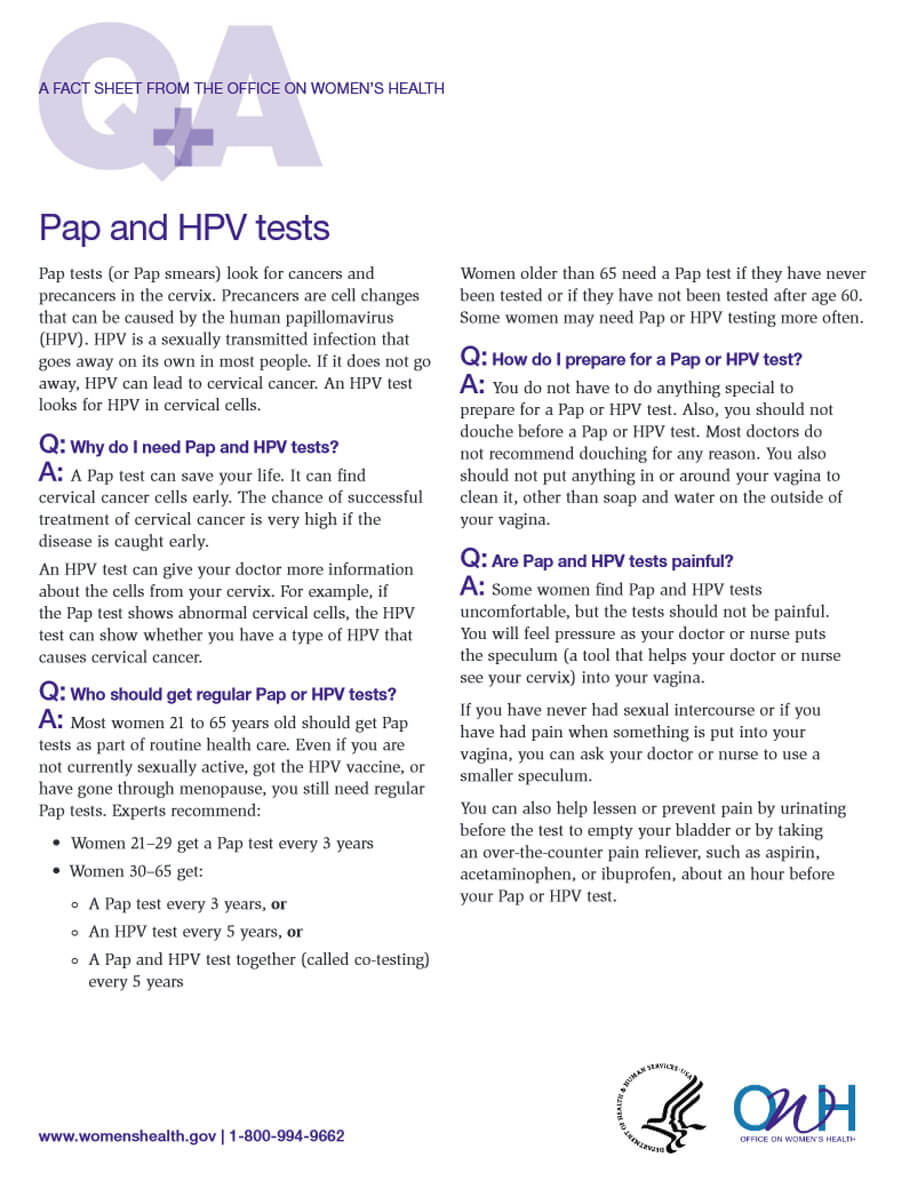 Q+A
A FACT SHEET FROM THE OFFICE ON WOMEN'S HEALTH
Pap and HPV tests
Pap tests (or Pap smears) look for cancers and
precancers in the cervix. Precancers are cell changes
that can be caused by the human papillomavirus
(HPV). HPV is a sexually transmitted infection that
goes away on its own in most people. If it does not go
away, HPV can lead to cervical cancer. An HPV test
looks for HPV in cervical cells.
Q: Why do I need Pap and HPV tests?
A: A Pap test can save your life. It can find
cervical cancer cells early. The chance of successful
treatment of cervical cancer is very high if the
disease is caught early.
An HPV test can give your doctor more information
about the cells from your cervix. For example, if
the Pap test shows abnormal cervical cells, the HPV
test can show whether you have a type of HPV that
causes cervical cancer.
Q: Who should get regular Pap or HPV tests?
A: Most women 21 to 65 years old should get Pap
tests as part of routine health care. Even if you are
not currently sexually active, got the HPV vaccine, or
have gone through menopause, you still need regular
Pap tests. Experts recommend:
• Women 21–29 get a Pap test every 3 years
• Women 30–65 get:
○ A Pap test every 3 years, or
○ An HPV test every 5 years, or
○ A Pap and HPV test together (called co-testing)
every 5 years
Women older than 65 need a Pap test if they have never
been tested or if they have not been tested after age 60.
Some women may need Pap or HPV testing more often.
Q: How do I prepare for a Pap or HPV test?
A: You do not have to do anything special to
prepare for a Pap or HPV test. Also, you should not
douche before a Pap or HPV test. Most doctors do
not recommend douching for any reason. You also
should not put anything in or around your vagina to
clean it, other than soap and water on the outside of
your vagina.
Q: Are Pap and HPV tests painful?
A: Some women find Pap and HPV tests
uncomfortable, but the tests should not be painful.
You will feel pressure as your doctor or nurse puts
the speculum (a tool that helps your doctor or nurse
see your cervix) into your vagina.
If you have never had sexual intercourse or if you
have had pain when something is put into your
vagina, you can ask your doctor or nurse to use a
smaller speculum.
You can also help lessen or prevent pain by urinating
before the test to empty your bladder or by taking
an over-the-counter pain reliever, such as aspirin,
acetaminophen, or ibuprofen, about an hour before
your Pap or HPV test.
www.womenshealth.gov | 1-800-994-9662
DEPARTMENT OF HEALTH & HUMAN SERVICES·USA
OWH
OFFICE ON WOMEN'S HEALTH